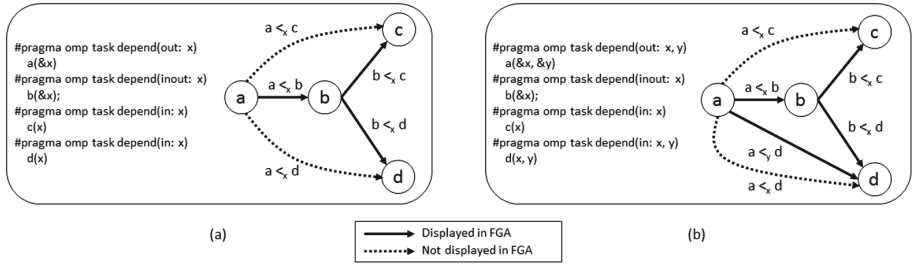 #pragma omp task depend(out: x)
a(&x)
#pragma omp task depend(inout: x)
b(&x);
#pragma omp task depend(in: x)
c(x)
#pragma omp task depend(in: x)
d(x)
a <x c
c
a <x b
b <x c
a
b
b <x d
a <x d
d
(a)
#pragma omp task depend(out: x, y)
a(&x, &y)
#pragma omp task depend(inout: x)
b(&x);
#pragma omp task depend(in: x)
c(x)
#pragma omp task depend(in: x, y)
d(x, y)
a <x c
c
a <x b
b <x c
a
b
b <x d
a <y d
a <x d
d
(b)
Displayed in FGA
Not displayed in FGA